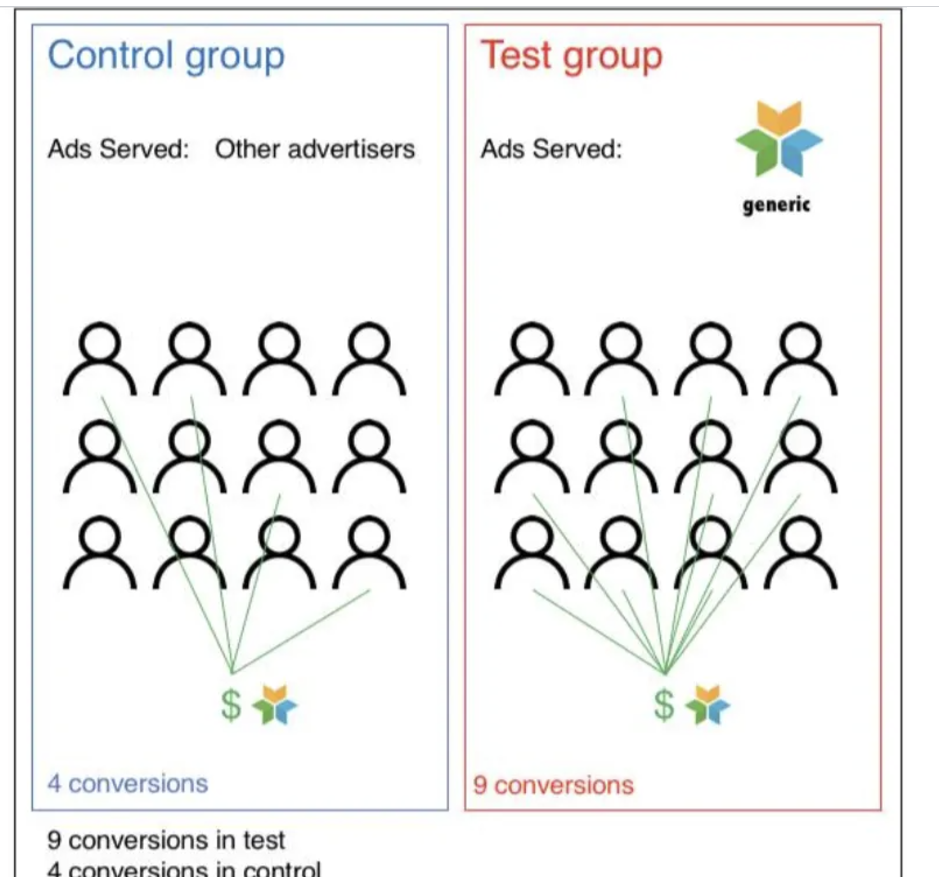 Control group
Ads Served: Other advertisers
$
4 conversions
Test group
Ads Served:
generic
$
9 conversions
9 conversions in test
4 conversions in control